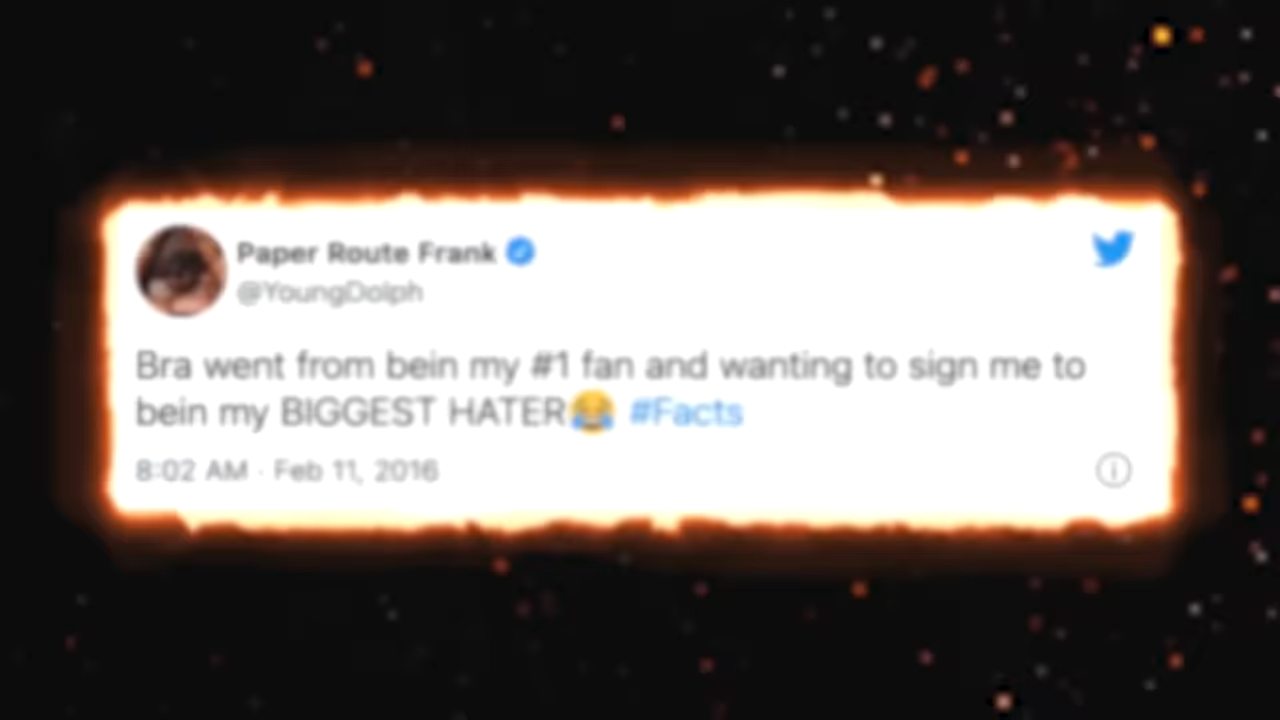 Paper Route Frank
@YoungDolph
Bra went from bein my #1 fan and wanting to sign me to
bein my BIGGEST HATER😂 #Facts
8:02 AM · Feb 11, 2016